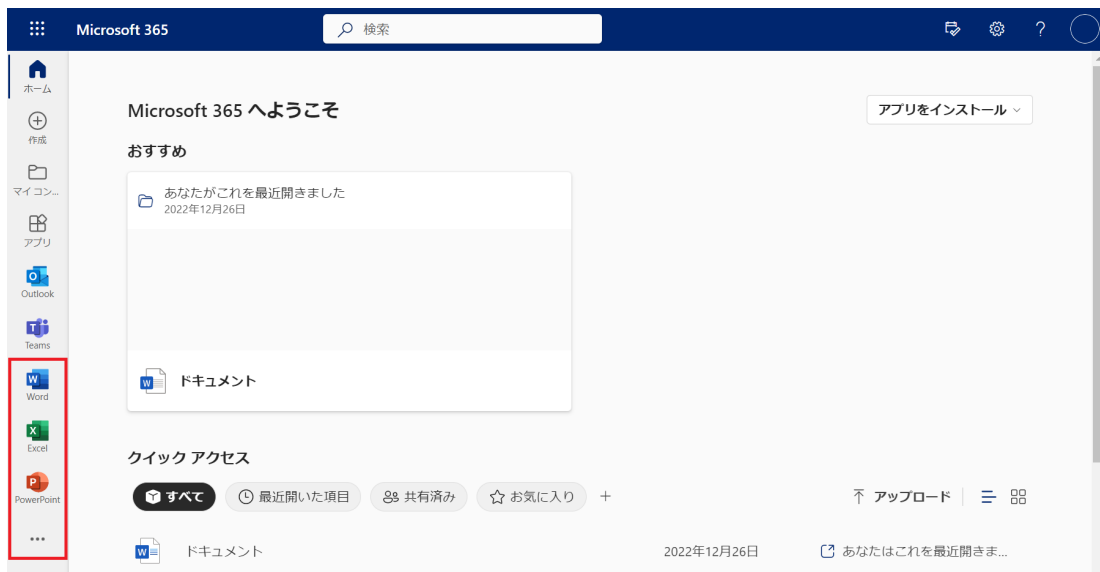 Microsoft 365
検索
ホーム
作成
マイコン...
アプリ
Outlook
Teams
Word
Excel
PowerPoint
Microsoft 365 へようこそ
アプリをインストール
おすすめ
あなたがこれを最近開きました
2022年12月26日
ドキュメント
クイック アクセス
すべて 最近開いた項目 共有済み お気に入り + アップロード
ドキュメント 2022年12月26日 あなたはこれを最近開きま...